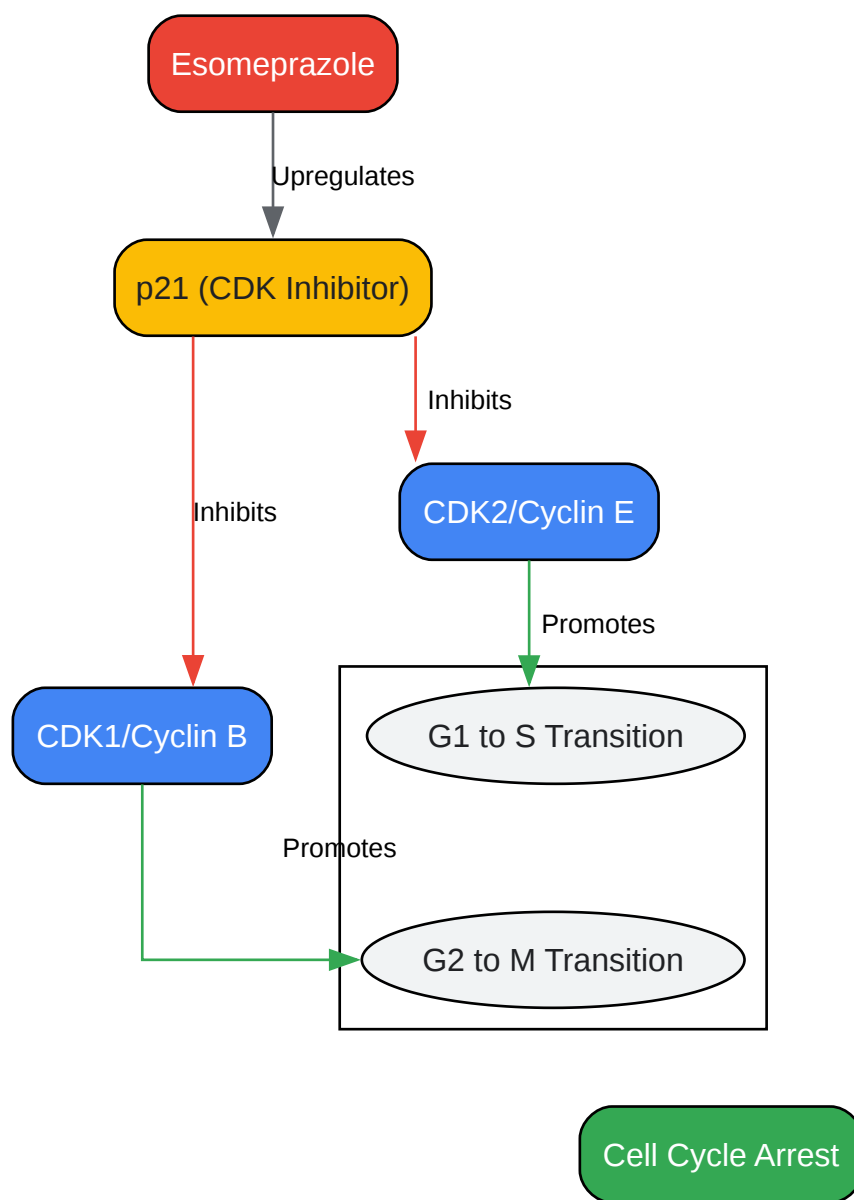 Esomeprazole
Upregulates
p21 (CDK Inhibitor)
Inhibits
CDK2/Cyclin E
Inhibits
Promotes
CDK1/Cyclin B
G1 to S Transition
Promotes
G2 to M Transition
Cell Cycle Arrest